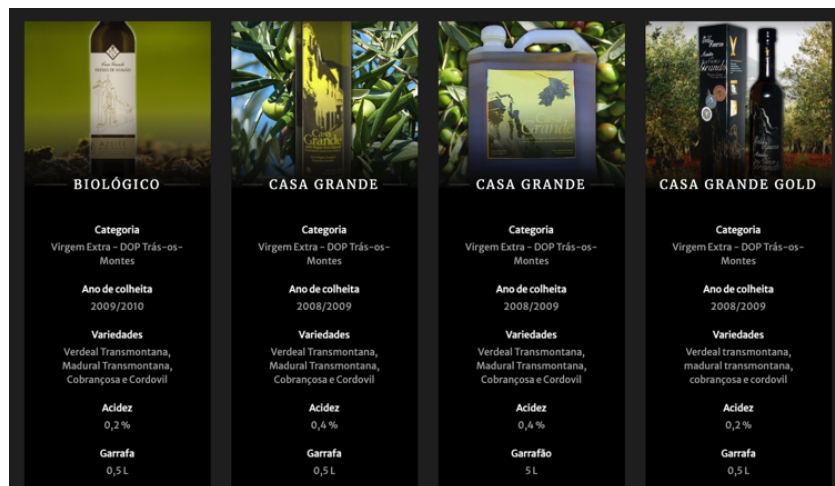 BIOLÓGICO
Categoria
Virgem Extra - DOP Trás-os-
Montes
Ano de colheita
2009/2010
Variedades
Verdeal Transmontana,
Madural Transmontana,
Cobrançosa e Cordovil
Acidez
0,2 %
Garrafa
0,5 L
Casa
Grande
CASA GRANDE
Categoria
Virgem Extra - DOP Trás-os-
Montes
Ano de colheita
2008/2009
Variedades
Verdeal Transmontana,
Madural Transmontana,
Cobrançosa e Cordovil
Acidez
0,4 %
Garrafa
0,5 L
Casa
Grande
CASA GRANDE
Categoria
Virgem Extra - DOP Trás-os-
Montes
Ano de colheita
2008/2009
Variedades
Verdeal Transmontana,
Madural Transmontana,
Cobrançosa e Cordovil
Acidez
0,4 %
Garrafão
5 L
CASA GRANDE GOLD
Categoria
Virgem Extra - DOP Trás-os-
Montes
Ano de colheita
2008/2009
Variedades
Verdeal transmontana,
madural transmontana,
cobrançosa e cordovil
Acidez
0,2 %
Garrafa
0,5 L